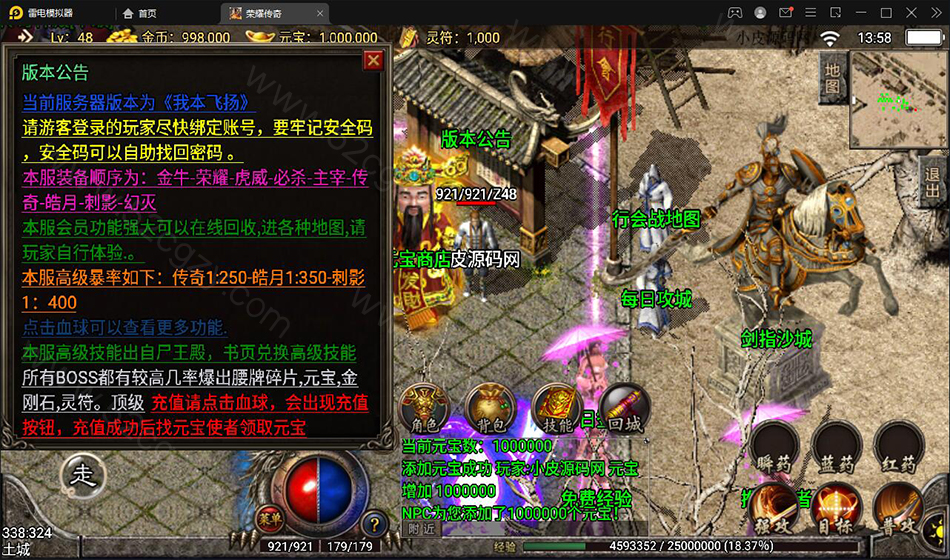 雷电模拟器
首页
荣耀传奇
Lv: 48
金币: 998,000
元宝: 1,000,000
灵符: 1,000
小皮源码网
13:58
版本公告
当前服务器版本为《我本飞扬》
请游客登录的玩家尽快绑定账号，要牢记安全码
，安全码可以自助找回密码 。
本服装备顺序为：金牛-荣耀-虎威-必杀-主宰-传
奇-皓月-刺影-幻灭
本服会员功能强大可以在线回收,进各种地图,请
玩家自行体验.。
本服高级暴率如下：传奇1:250-皓月1:350-刺影
1： 400
点击血球可以查看更多功能.
本服高级技能出自尸王殿，书页兑换高级技能
所有BOSS都有较高几率爆出腰牌碎片,元宝,金
刚石,灵符。顶级 充值请点击血球，会出现充值
按钮，充值成功后找元宝使者领取元宝
地图
退出
版本公告
921/921/Z48
行会战地图
元宝商店
皮源码网
每日攻城
剑指沙城
角色
背包
技能
回城
当前元宝数：1000000
添加元宝成功 玩家:小皮源码网 元宝
增加 1000000
免费经验
NPC为您添加了1000000个元宝!
附近
瞬药
蓝药
红药
强攻
目标
普攻
走
菜单
?
338:324
土城
921/921
179/179
经验
4593352 / 25000000 (18.37%)